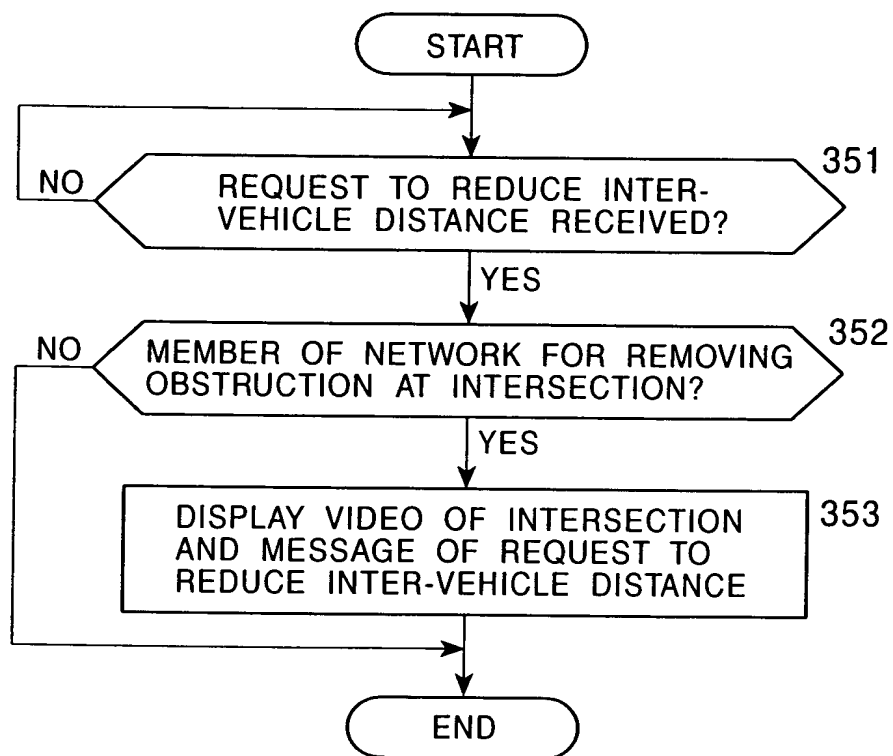 START
351
NO
REQUEST TO REDUCE INTER-
VEHICLE DISTANCE RECEIVED?
YES
352
NO
MEMBER OF NETWORK FOR REMOVING
OBSTRUCTION AT INTERSECTION?
YES
353
DISPLAY VIDEO OF INTERSECTION
AND MESSAGE OF REQUEST TO
REDUCE INTER-VEHICLE DISTANCE
END